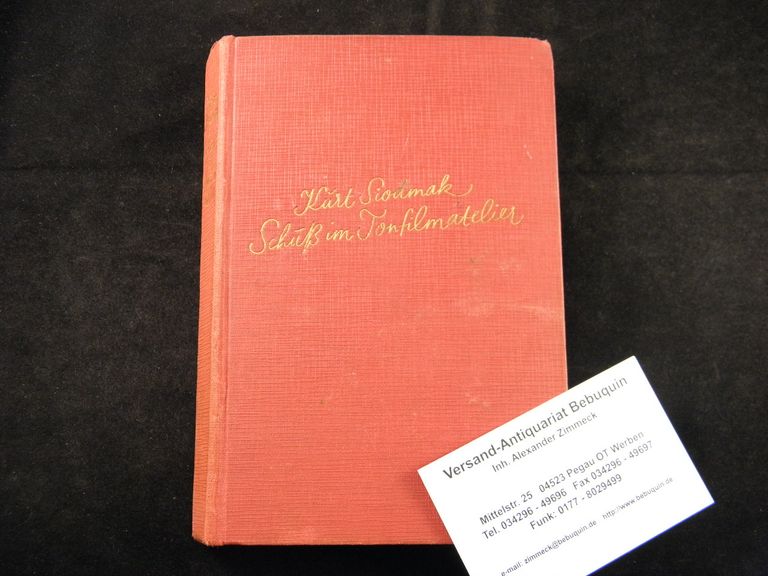 Kurt Siodmak
Schuß im Tonfilmatelier
Versand-Antiquariat Bebuquin
Inh. Alexander Zimmeck
Mittelstr. 25 04523 Pegau OT Werben
Tel. 034296 - 49696 Fax 034296 - 49697
Funk: 0177 - 8029499
e-mail: zimmeck@bebuquin.de http://www.bebuquin.de